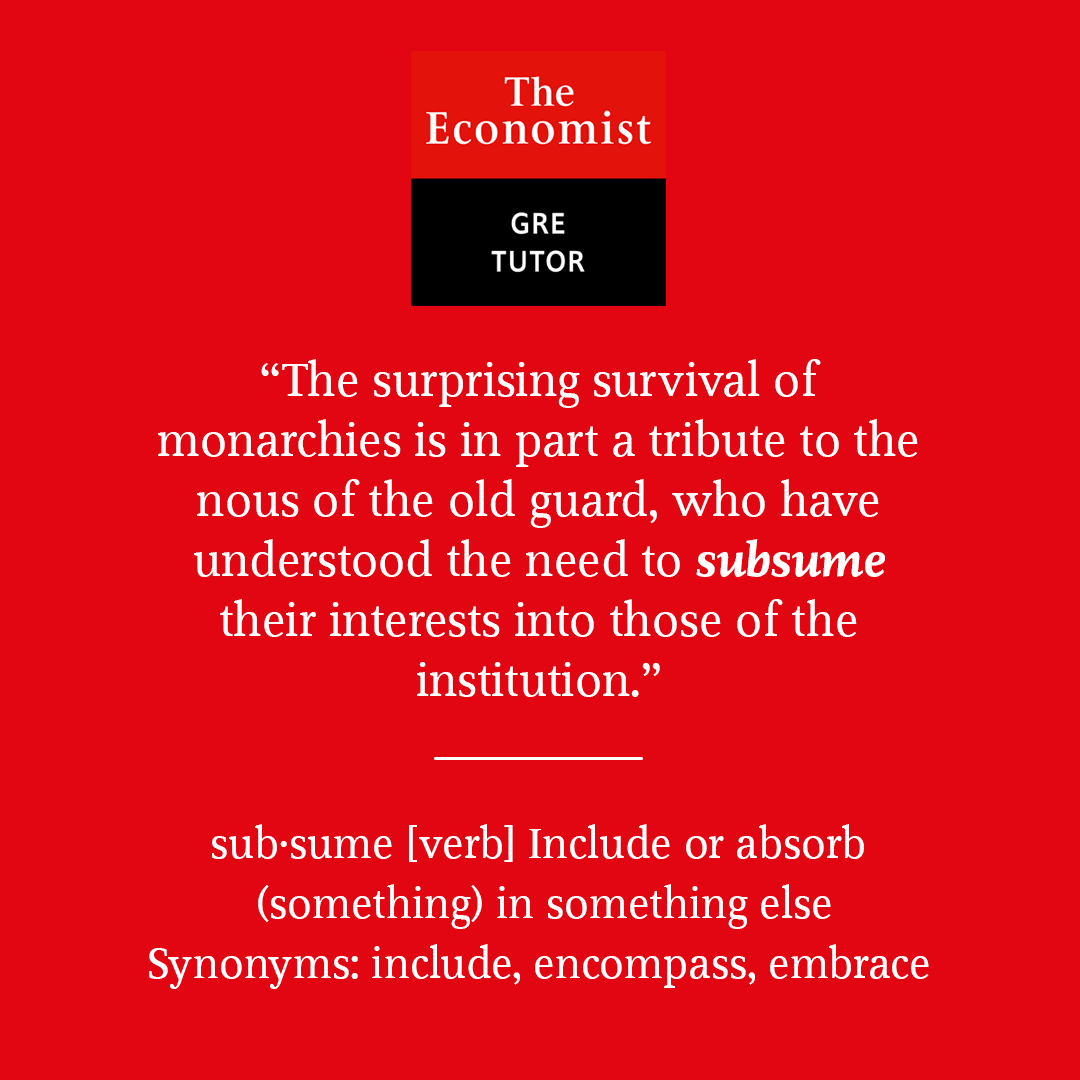 The
Economist
GRE
TUTOR
“The surprising survival of
monarchies is in part a tribute to the
nous of the old guard, who have
understood the need to subsume
their interests into those of the
institution.”
sub·sume [verb] Include or absorb
(something) in something else
Synonyms: include, encompass, embrace